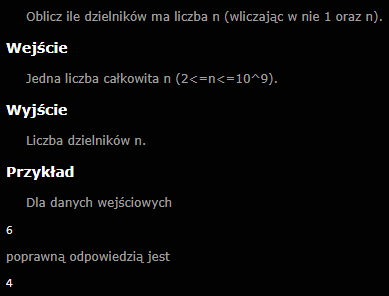 Oblicz ile dzielników ma liczba n (wliczając w nie 1 oraz n).
Wejście
Jedna liczba całkowita n (2<=n<=10^9).
Wyjście
Liczba dzielników n.
Przykład
Dla danych wejściowych
6
poprawną odpowiedzią jest
4